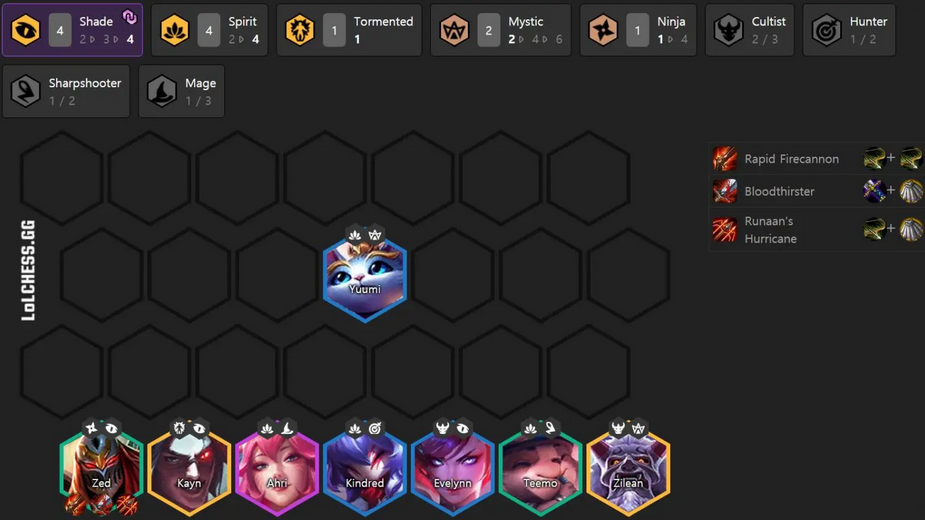 Shade
4
2 3 4
Spirit
4
2 4
Tormented
1
1
Mystic
2
2 4 6
Ninja
1
1 4
Cultist
2 / 3
Hunter
1 / 2
Sharpshooter
1 / 2
Mage
1 / 3
Rapid Firecannon
+
Bloodthirster
+
Runaan's
Hurricane
+
LoLCHESS.GG
Yuumi
Zed
Kayn
Ahri
Kindred
Evelynn
Teemo
Zilean